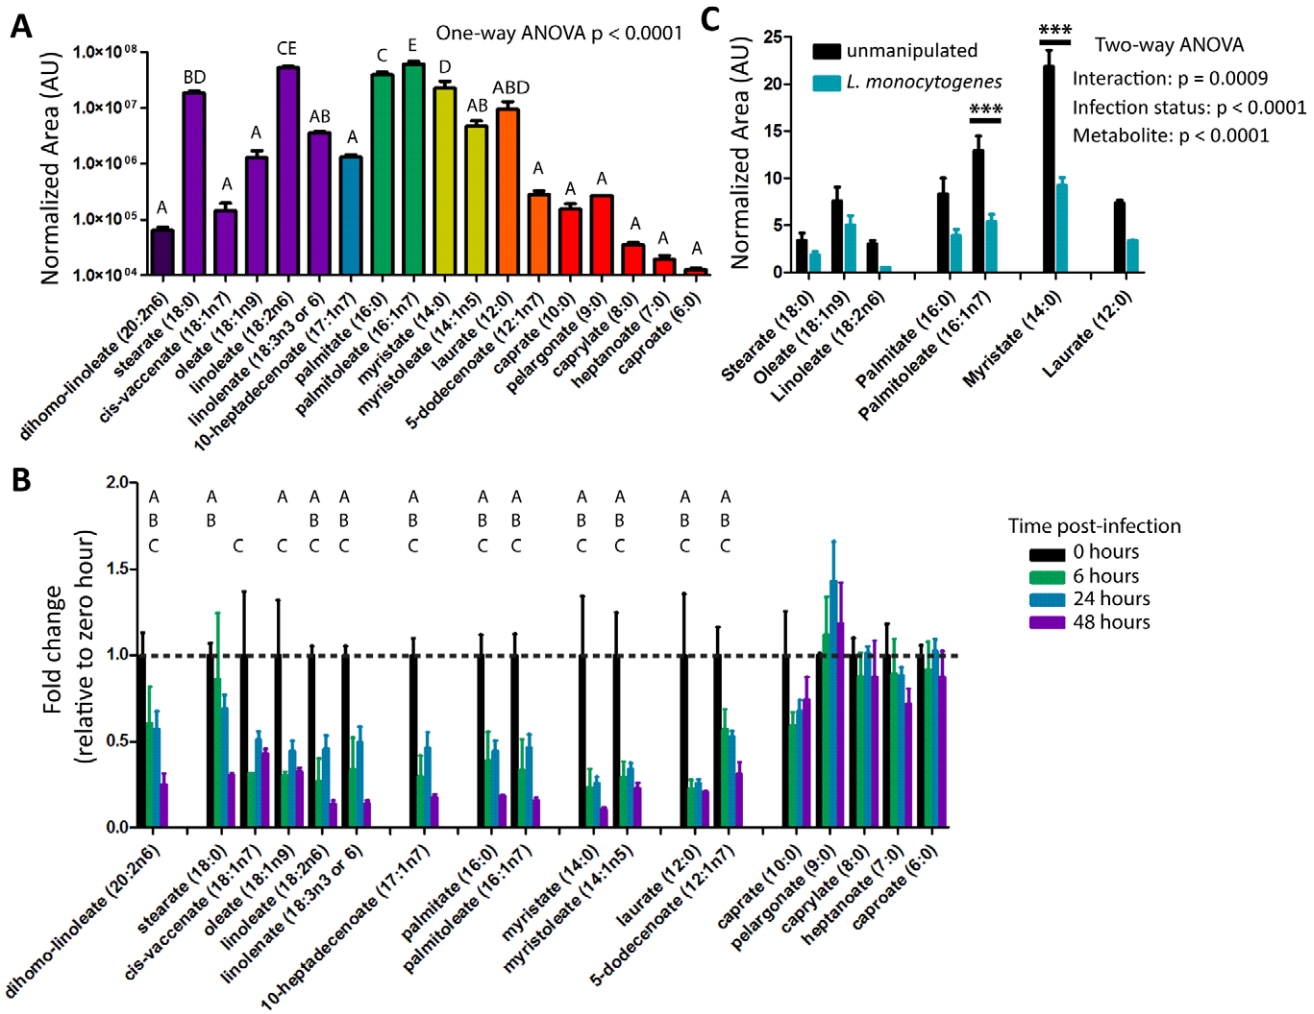 A
One-way ANOVA p < 0.0001
Normalized Area (AU)
1.0×10 08
1.0×10 07
1.0×10 06
1.0×10 05
1.0×10 04
A
BD
A
A
CE
AB
A
C
E
D
AB
ABD
A
A
A
A
A
A
dihomo-linoleate (20:2n6)
stearate (18:0)
cis-vaccenate (18:1n7)
oleate (18:1n9)
linoleate (18:2n6)
linolenate (18:3n3 or 6)
10-heptadecenoate (17:1n7)
palmitate (16:0)
palmitoleate (16:1n7)
myristate (14:0)
myristoleate (14:1n5)
laurate (12:0)
5-dodecenoate (12:1n7)
caprate (10:0)
pelargonate (9:0)
caprylate (8:0)
heptanoate (7:0)
caproate (6:0)
C
Normalized Area (AU)
25
20
15
10
5
0
unmanipulated
L. monocytogenes
***
***
Two-way ANOVA
Interaction: p = 0.0009
Infection status: p < 0.0001
Metabolite: p < 0.0001
Stearate (18:0)
Oleate (18:1n9)
Linoleate (18:2n6)
Palmitate (16:0)
Palmitoleate (16:1n7)
Myristate (14:0)
Laurate (12:0)
B
Fold change
(relative to zero hour)
2.0
1.5
1.0
0.5
0.0
A A A A A A A A A A A A
B B B B B B B B B B B
C C C C C C C C C C C C
Time post-infection
0 hours
6 hours
24 hours
48 hours
dihomo-linoleate (20:2n6)
stearate (18:0)
cis-vaccenate (18:1n7)
oleate (18:1n9)
linoleate (18:2n6)
linolenate (18:3n3 or 6)
10-heptadecenoate (17:1n7)
palmitate (16:0)
palmitoleate (16:1n7)
myristate (14:0)
myristoleate (14:1n5)
laurate (12:0)
5-dodecenoate (12:1n7)
caprate (10:0)
pelargonate (9:0)
caprylate (8:0)
heptanoate (7:0)
caproate (6:0)